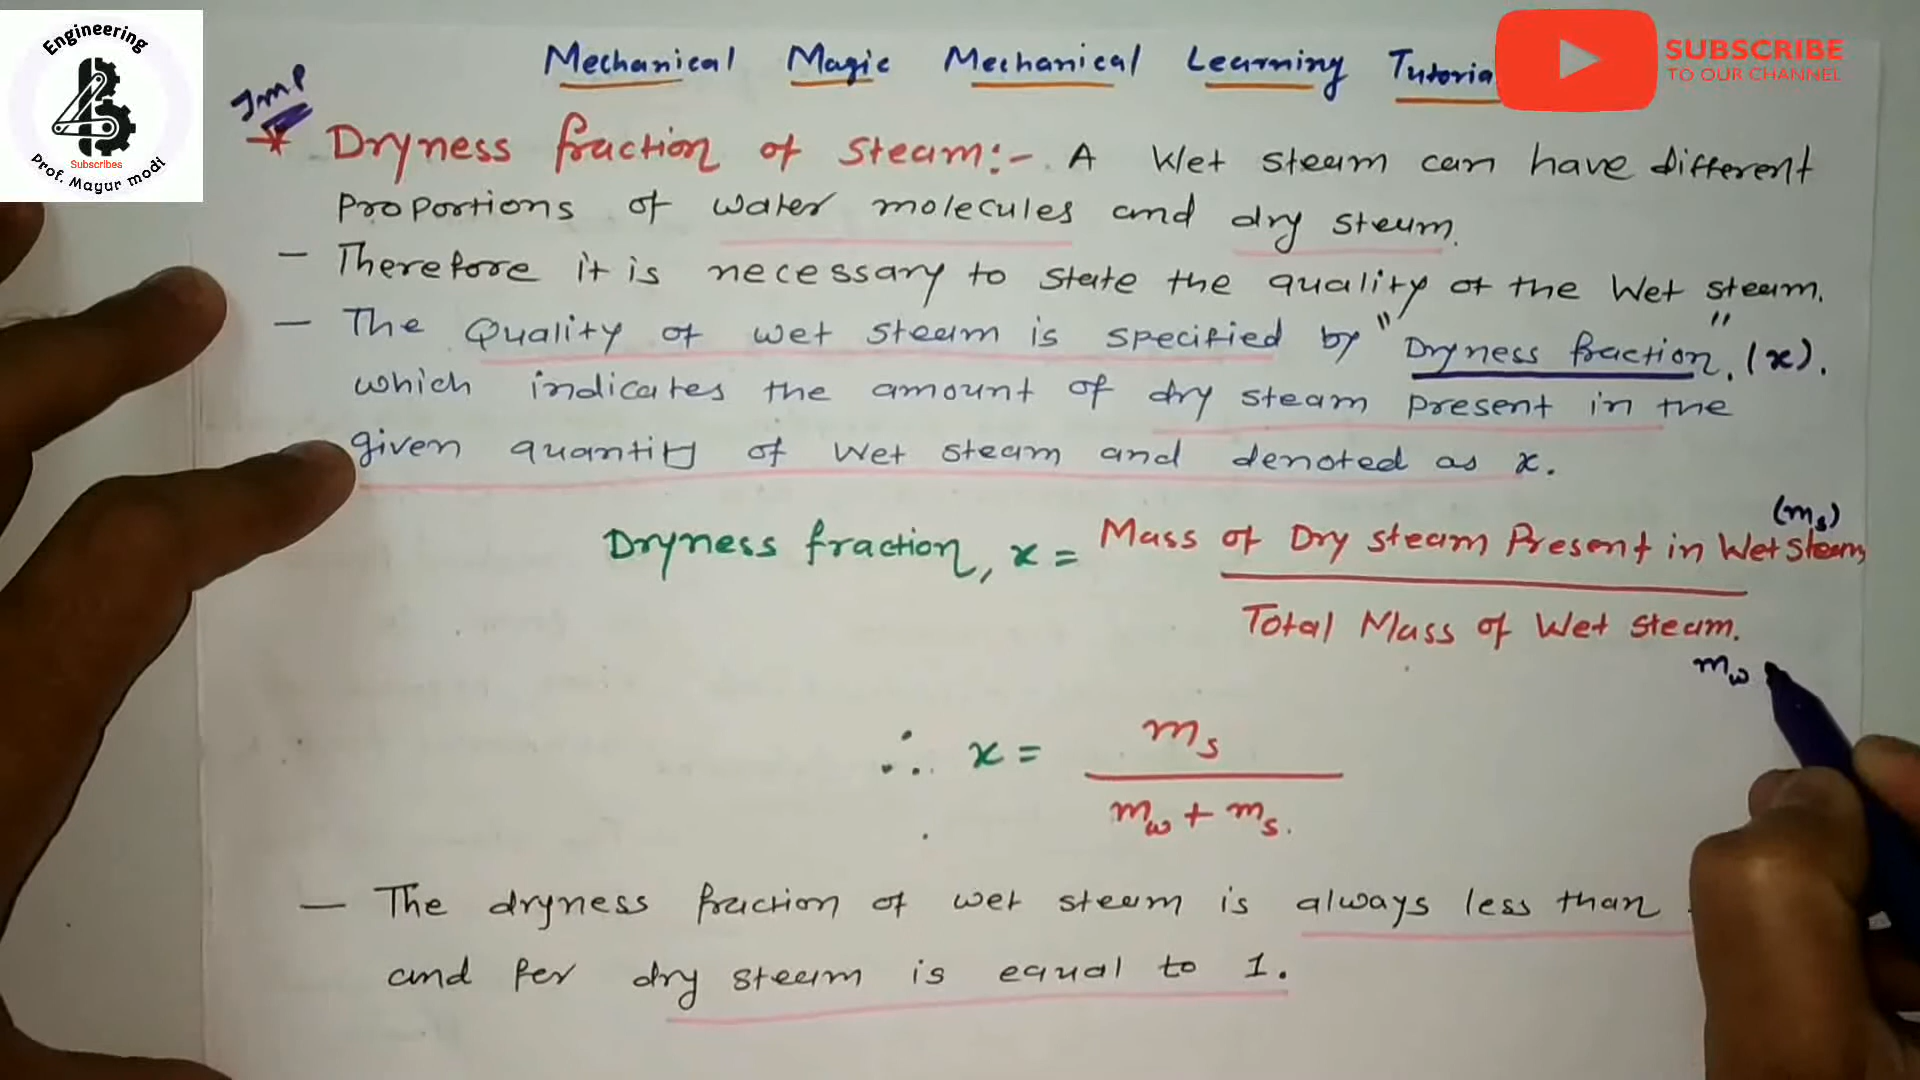 Engineering
Subscribes
Prof. Mayur modi
Mechanical Magic Mechanical Learning Tutoria
SUBSCRIBE
TO OUR CHANNEL
Imp
* Dryness fraction of steam:- A Wet steam can have different
Proportions of water molecules and dry steam.
- Therefore it is necessary to state the quality of the Wet steam.
- The Quality of wet steam is specified by "Dryness fraction." (x).
which indicates the amount of dry steam present in the
given quantity of Wet steam and denoted as x.
(ms)
Dryness fraction, x = Mass of Dry steam Present in Wet Steam
Total Mass of Wet steam.
mw
∴ x = ms
mw + ms.
- The dryness fraction of wet steam is always less than
and for dry steam is equal to 1.